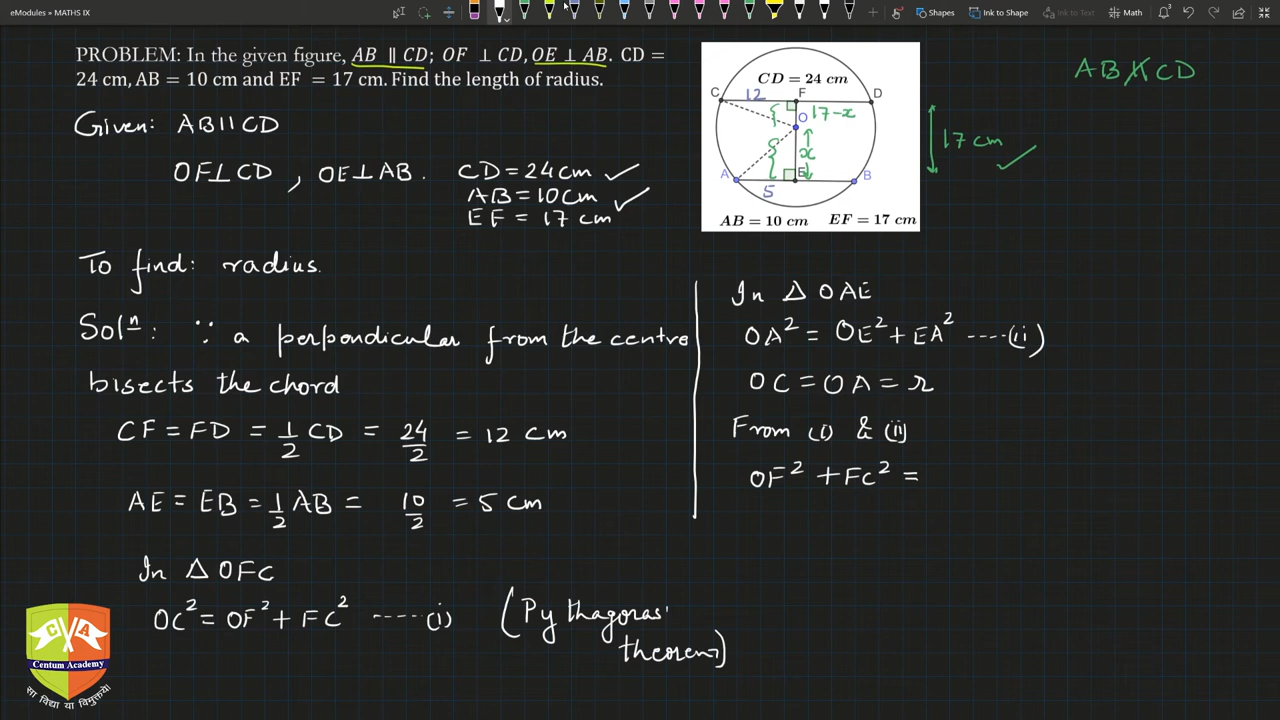 eModules » MATHS IX
Shapes
Ink to Shape
Ink to Text
Math
PROBLEM: In the given figure, AB ∥ CD; OF ⊥ CD, OE ⊥ AB. CD =
24 cm, AB = 10 cm and EF = 17 cm. Find the length of radius.
Given: AB ∥ CD
OF ⊥ CD , OE ⊥ AB. CD = 24 cm ✓
AB = 10 cm ✓
EF = 17 cm
To find: radius.
Solⁿ: ∵ a perpendicular from the centre
bisects the chord
CF = FD = 1/2 CD = 24/2 = 12 cm
AE = EB = 1/2 AB = 10/2 = 5 cm
In Δ OFC
OC² = OF² + FC² ----- (i) (Pythagoras'
theorem)
CD = 24 cm
C 12 F D
O 17-x
x
A 5 E B
AB = 10 cm EF = 17 cm
17 cm ✓
AB ∦ CD
In Δ OAE
OA² = OE² + EA² ---- (ii)
OC = OA = r
From (i) & (ii)
OF² + FC² =
CA
Centum Academy
सा विद्या या विमुक्तये